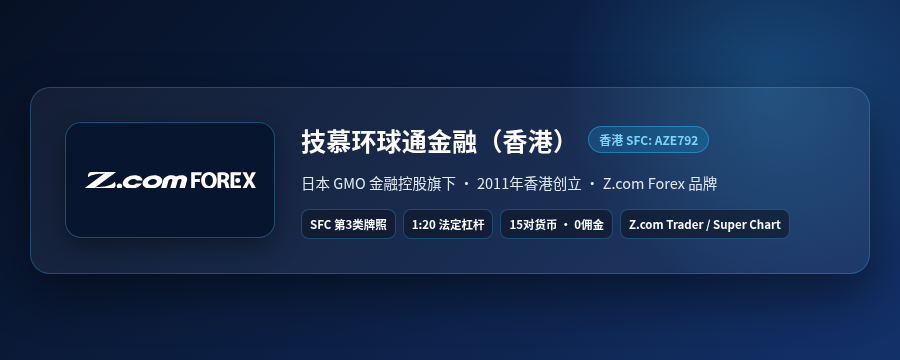 Z.com FOREX
技慕环球通金融（香港）
香港 SFC: AZE792
日本 GMO 金融控股旗下 · 2011年香港创立 · Z.com Forex 品牌
SFC 第3类牌照
1:20 法定杠杆
15对货币 · 0佣金
Z.com Trader / Super Chart